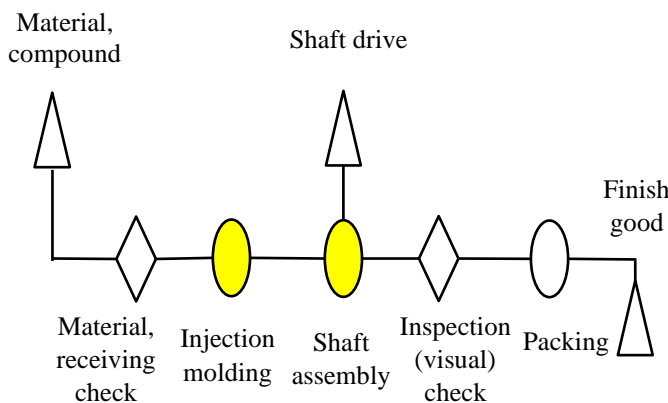 Material,
compound
Shaft drive
Finish
good
Material,
receiving
check
Injection
molding
Shaft
assembly
Inspection
(visual)
check
Packing